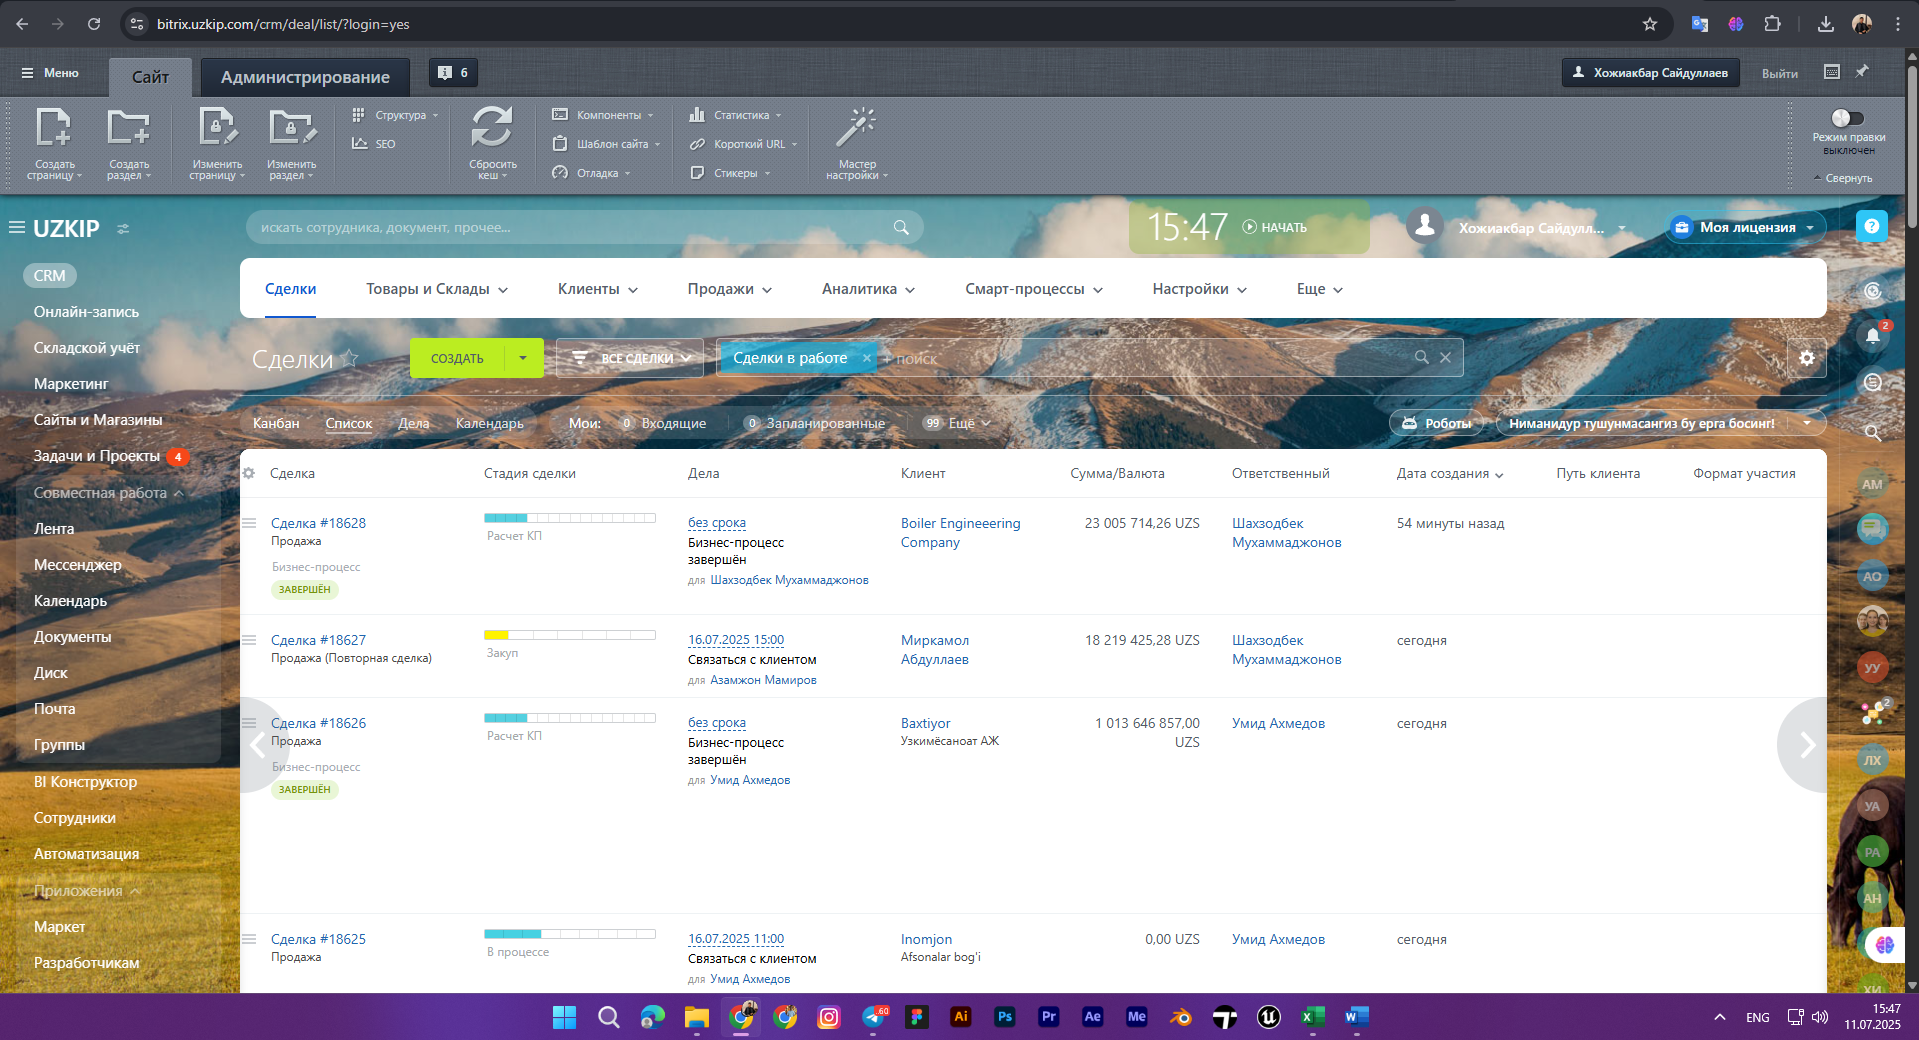 bitrix.uzkip.com/crm/deal/list/?login=yes
Меню
Сайт
Администрирование
6
Хожиакбар Сайдуллаев
Выйти
Создать страницу
Создать раздел
Изменить страницу
Изменить раздел
Структура
SEO
Сбросить кеш
Компоненты
Шаблон сайта
Отладка
Статистика
Короткий URL
Стикеры
Мастер настройки
Режим правки
выключен
Свернуть
UZKIP
искать сотрудника, документ, прочее...
15:47
НАЧАТЬ
Хожиакбар Сайдулл...
Моя лицензия
CRM
Онлайн-запись
Складской учёт
Маркетинг
Сайты и Магазины
Задачи и Проекты 4
Совместная работа
Лента
Мессенджер
Календарь
Документы
Диск
Почта
Группы
BI Конструктор
Сотрудники
Автоматизация
Приложения
Маркет
Разработчикам
Сделки
Товары и Склады
Клиенты
Продажи
Аналитика
Смарт-процессы
Настройки
Еще
Сделки
СОЗДАТЬ
ВСЕ СДЕЛКИ
Сделки в работе
+ поиск
Канбан
Список
Дела
Календарь
Мои:
0 Входящие
0 Запланированные
99 Ещё
Роботы
Ниманидур тушунмасангиз бу ерга босинг!
Сделка
Стадия сделки
Дела
Клиент
Сумма/Валюта
Ответственный
Дата создания
Путь клиента
Формат участия
Сделка #18628
Продажа
Бизнес-процесс
ЗАВЕРШЁН
Расчет КП
без срока
Бизнес-процесс
завершён
для Шахзодбек Мухаммаджонов
Boiler Engineeering
Company
23 005 714,26 UZS
Шахзодбек
Мухаммаджонов
54 минуты назад
Сделка #18627
Продажа (Повторная сделка)
Закуп
16.07.2025 15:00
Связаться с клиентом
для Азамжон Мамиров
Миркамол
Абдуллаев
18 219 425,28 UZS
Шахзодбек
Мухаммаджонов
сегодня
Сделка #18626
Продажа
Бизнес-процесс
ЗАВЕРШЁН
Расчет КП
без срока
Бизнес-процесс
завершён
для Умид Ахмедов
Baxtiyor
Узкимёсаноат АЖ
1 013 646 857,00
UZS
Умид Ахмедов
сегодня
Сделка #18625
Продажа
В процессе
16.07.2025 11:00
Связаться с клиентом
для Умид Ахмедов
Inomjon
Afsonalar bog'i
0,00 UZS
Умид Ахмедов
сегодня
2
АМ
АО
УУ
2
ЛХ
УА
РА
АН
Ai
Ps
Pr
Ae
Me
60
ENG
15:47
11.07.2025